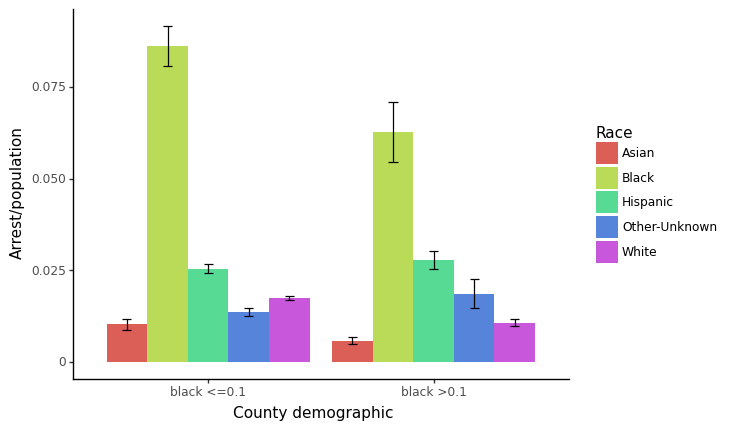 Arrest/population
0.075
0.050
0.025
0
black <=0.1
black >0.1
County demographic
Race
Asian
Black
Hispanic
Other-Unknown
White